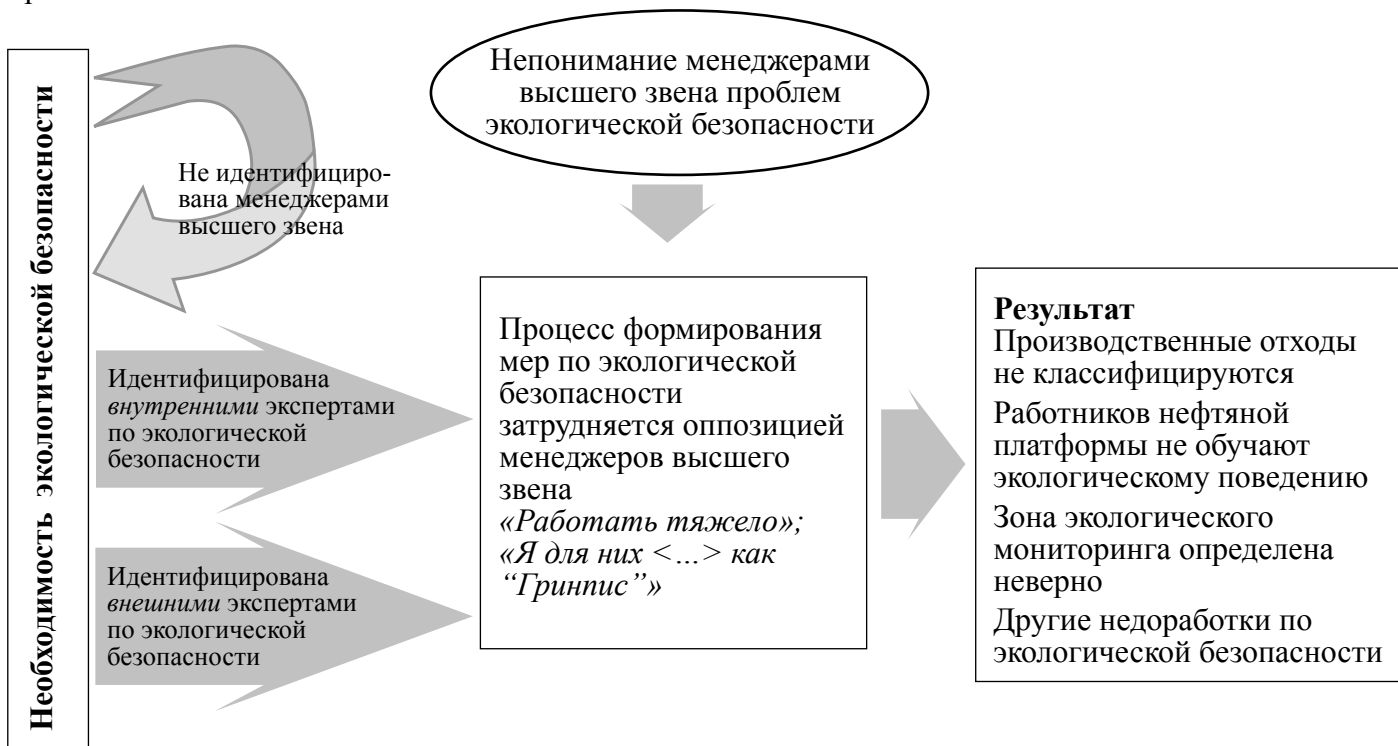 Необходимость экологической безопасности
Непонимание менеджерами
высшего звена проблем
экологической безопасности
Не идентифициро-
вана менеджерами
высшего звена
Идентифицирована
внутренними экспертами
по экологической
безопасности
Идентифицирована
внешними экспертами
по экологической
безопасности
Процесс формирования
мер по экологической
безопасности
затрудняется оппозицией
менеджеров высшего
звена
«Работать тяжело»;
«Я для них <...> как
“Гринпис”»
Результат
Производственные отходы
не классифицируются
Работников нефтяной
платформы не обучают
экологическому поведению
Зона экологического
мониторинга определена
неверно
Другие недоработки по
экологической безопасности